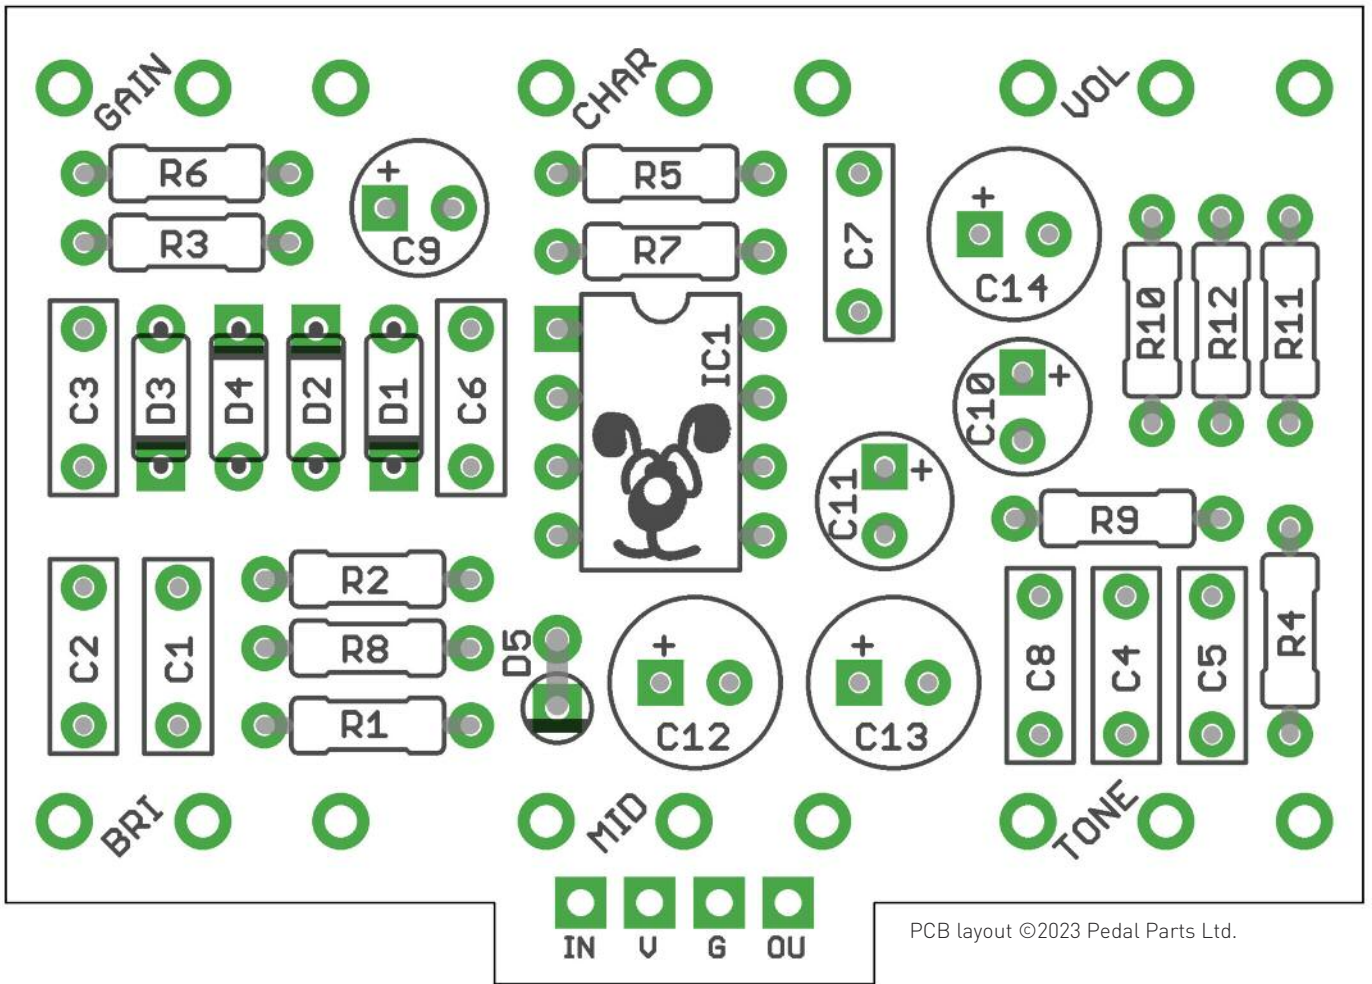 GAIN
CHAR
VOL
R6
+
R5
R3
C9
R7
C7
+
C14
R10
R12
R11
C3
D3
D4
D2
D1
C6
IC1
C10
+
C11
+
R9
R2
C2
C1
R8
D5
+
+
C8
C4
C5
R4
R1
C12
C13
BRI
MID
TONE
IN V G OU
PCB layout ©2023 Pedal Parts Ltd.